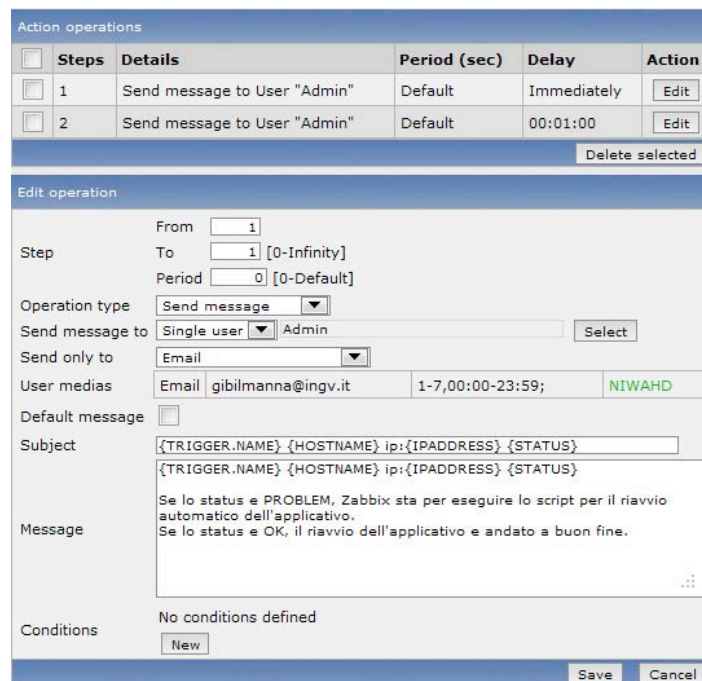 Action operations
Steps Details Period (sec) Delay Action
1 Send message to User "Admin" Default Immediately Edit
2 Send message to User "Admin" Default 00:01:00 Edit
Delete selected
Edit operation
Step
From 1
To 1 [0-Infinity]
Period 0 [0-Default]
Operation type Send message
Send message to Single user Admin Select
Send only to Email
User medias Email gibilmanna@ingv.it 1-7,00:00-23:59; NIWAHD
Default message
Subject {TRIGGER.NAME} {HOSTNAME} ip:{IPADDRESS} {STATUS}
Message
{TRIGGER.NAME} {HOSTNAME} ip:{IPADDRESS} {STATUS}
Se lo status e PROBLEM, Zabbix sta per eseguire lo script per il riavvio
automatico dell'applicativo.
Se lo status e OK, il riavvio dell'applicativo e andato a buon fine.
Conditions
No conditions defined
New
Save Cancel